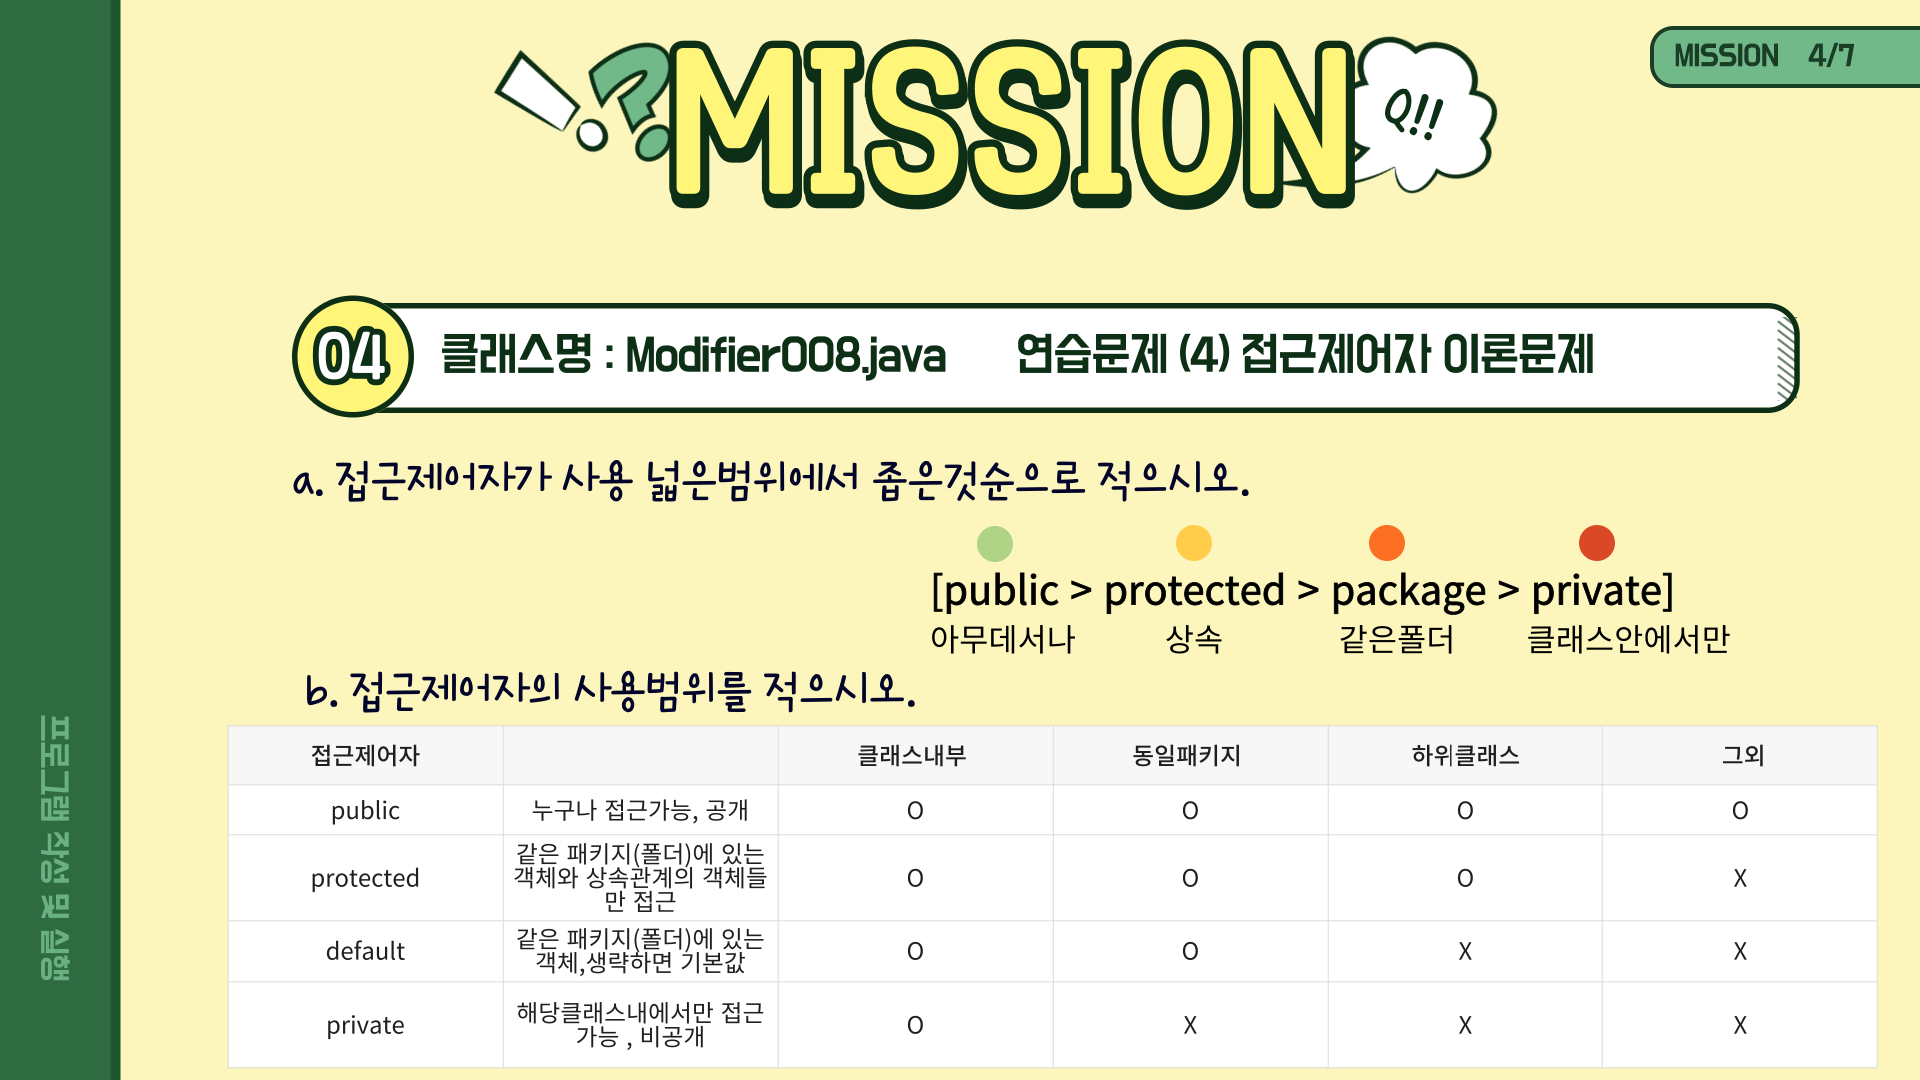 MISSION 4/7
!?MISSION Q!!
04 클래스명 : Modifier008.java 연습문제 (4) 접근제어자 이론문제
a. 접근제어자가 사용 넓은범위에서 좁은것순으로 적으시오.
[public > protected > package > private]
아무데서나 상속 같은폴더 클래스안에서만
b. 접근제어자의 사용범위를 적으시오.
접근제어자 클래스내부 동일패키지 하위클래스 그외
public 누구나 접근가능, 공개 O O O O
같은 패키지(폴더)에 있는
protected 객체와 상속관계의 객체들 O O O X
만 접근
같은 패키지(폴더)에 있는
default 객체,생략하면 기본값 O O X X
해당클래스내에서만 접근
private 가능 , 비공개 O X X X
프로그램 작성 및 실행